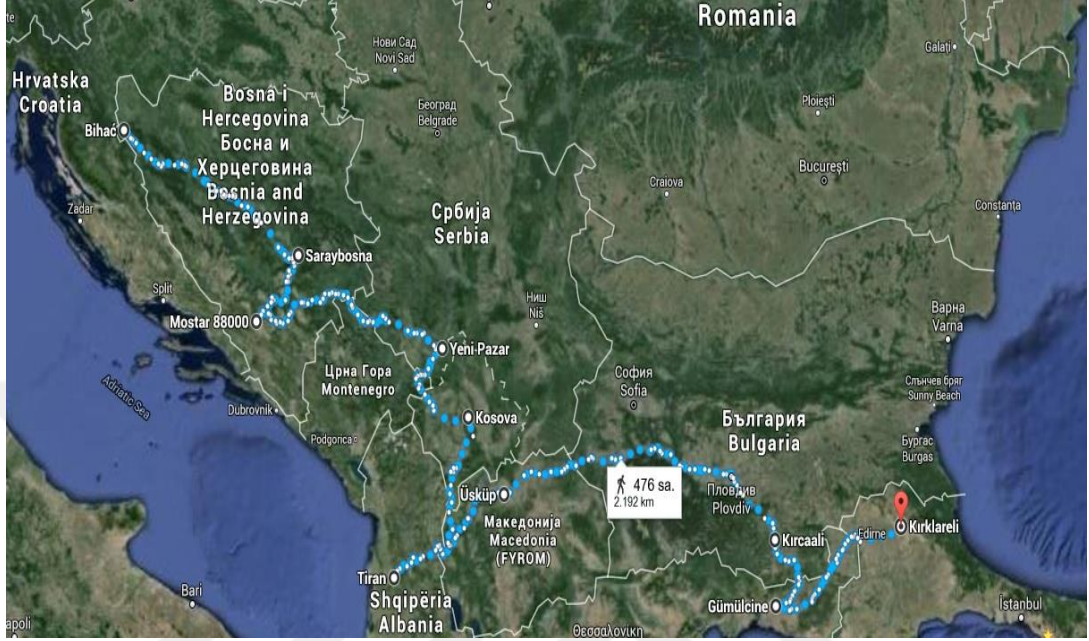 Romania
Нови Сад
Novi Sad
Galați
Hrvatska
Croatia
Bosna i
Hercegovina
Босна и
Херцеговина
Bosnia and
Herzegovina
Београд
Belgrade
Ploiești
Bihać
București
Craiova
Zadar
Constanța
Србија
Serbia
Saraybosna
Split
Ниш
Niš
Варна
Varna
Mostar 88000
Yeni Pazar
Црна Гора
Montenegro
София
Sofia
Слънчев бряг
Sunny Beach
Adriatic Sea
Dubrovnik
Kosova
България
Bulgaria
Podgorica
Бургас
Burgas
Üsküp
476 sa.
2.192 km
Пловдив
Plovdiv
Македонија
Macedonia
(FYROM)
Kırcaali
Edirne
Kırklareli
Tiran
Bari
Shqipëria
Albania
Gümülcine
İstanbul
apoli
Θεσσαλονίκη